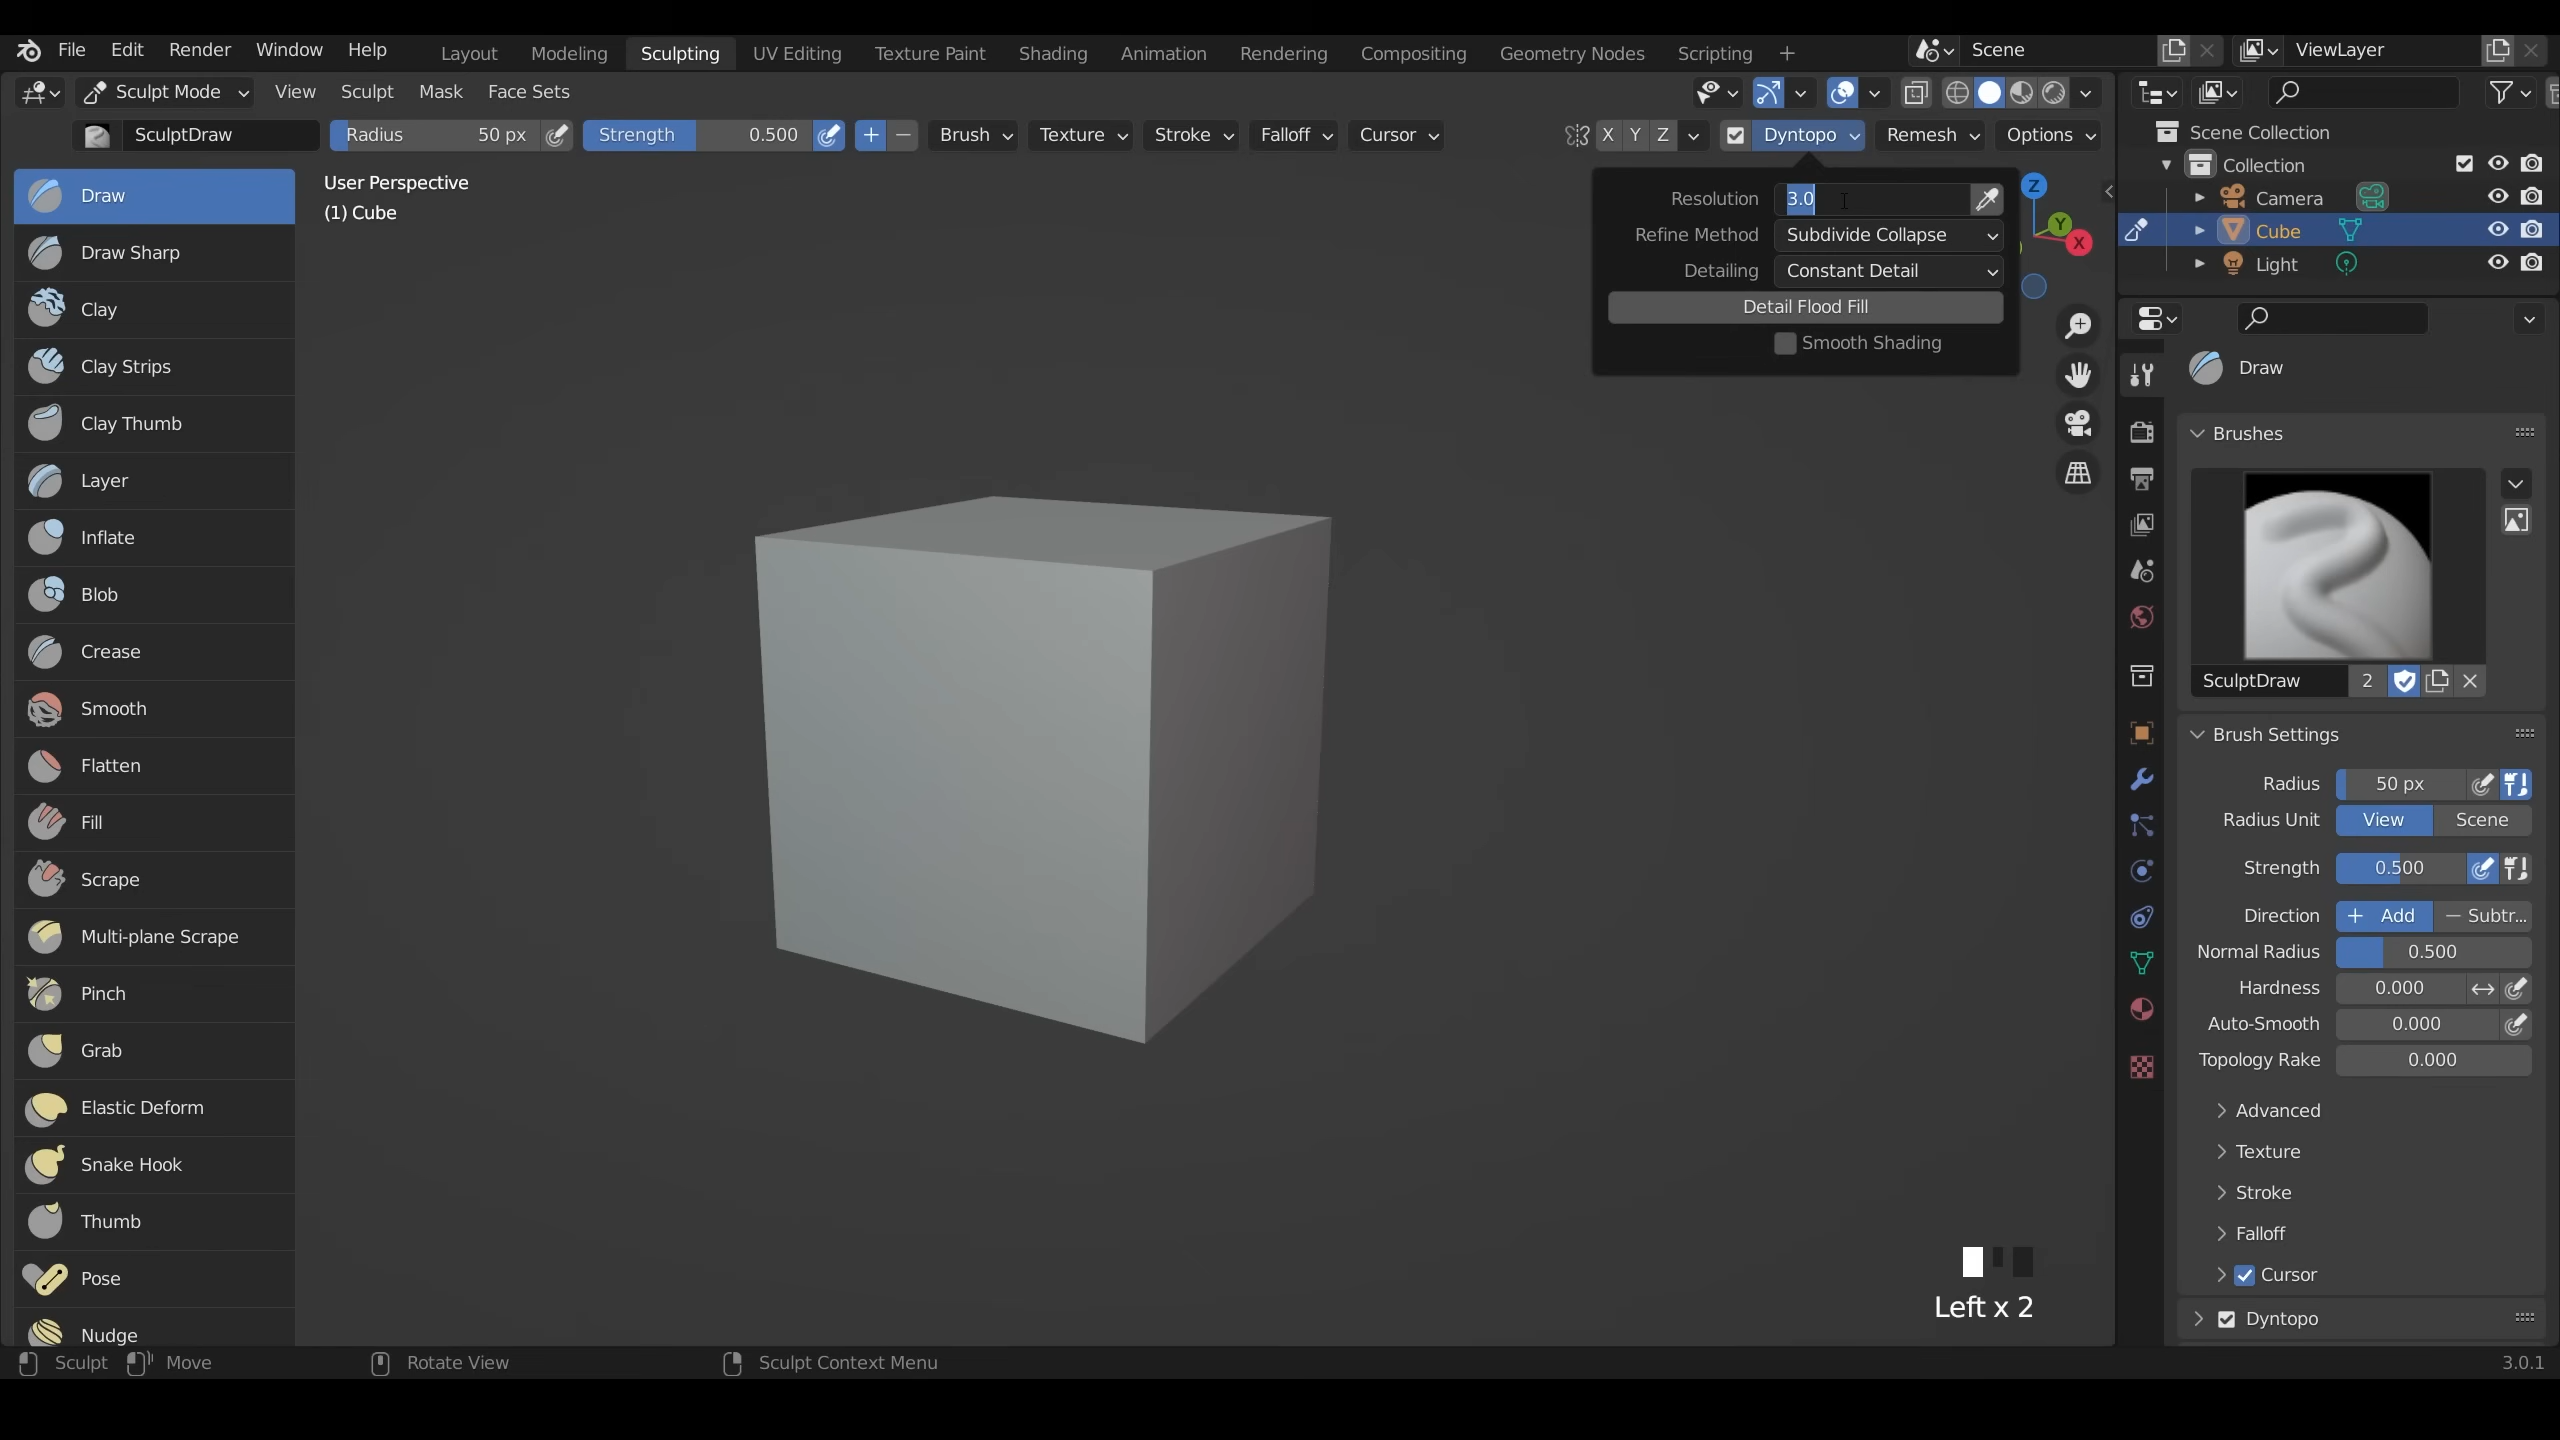 File Edit Render Window Help Layout Modeling Sculpting UV Editing Texture Paint Shading Animation Rendering Compositing Geometry Nodes Scripting + Scene ViewLayer
Sculpt Mode View Sculpt Mask Face Sets
SculptDraw Radius 50 px Strength 0.500 + − Brush Texture Stroke Falloff Cursor X Y Z Dyntopo Remesh Options
Scene Collection
Collection
Camera
Cube
Light
Draw
Draw Sharp
Clay
Clay Strips
Clay Thumb
Layer
Inflate
Blob
Crease
Smooth
Flatten
Fill
Scrape
Multi-plane Scrape
Pinch
Grab
Elastic Deform
Snake Hook
Thumb
Pose
Nudge
User Perspective
(1) Cube
Resolution 3.0
Refine Method Subdivide Collapse
Detailing Constant Detail
Detail Flood Fill
Smooth Shading
Z
Y
X
Left x 2
Draw
Brushes
SculptDraw 2
Brush Settings
Radius 50 px
Radius Unit View Scene
Strength 0.500
Direction + Add − Subtr...
Normal Radius 0.500
Hardness 0.000
Auto-Smooth 0.000
Topology Rake 0.000
Advanced
Texture
Stroke
Falloff
Cursor
Dyntopo
Sculpt Move Rotate View Sculpt Context Menu 3.0.1